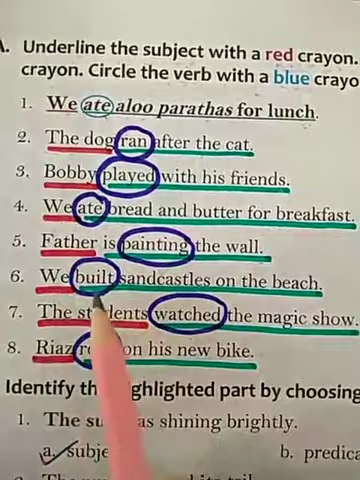 A. Underline the subject with a red crayon.
crayon. Circle the verb with a blue crayo
1. We ate aloo parathas for lunch.
2. The dog ran after the cat.
3. Bobby played with his friends.
4. We ate bread and butter for breakfast.
5. Father is painting the wall.
6. We built sandcastles on the beach.
7. The students watched the magic show.
8. Riaz on his new bike.
Identify the highlighted part by choosing
1. The su as shining brightly.
a. subje b. predica